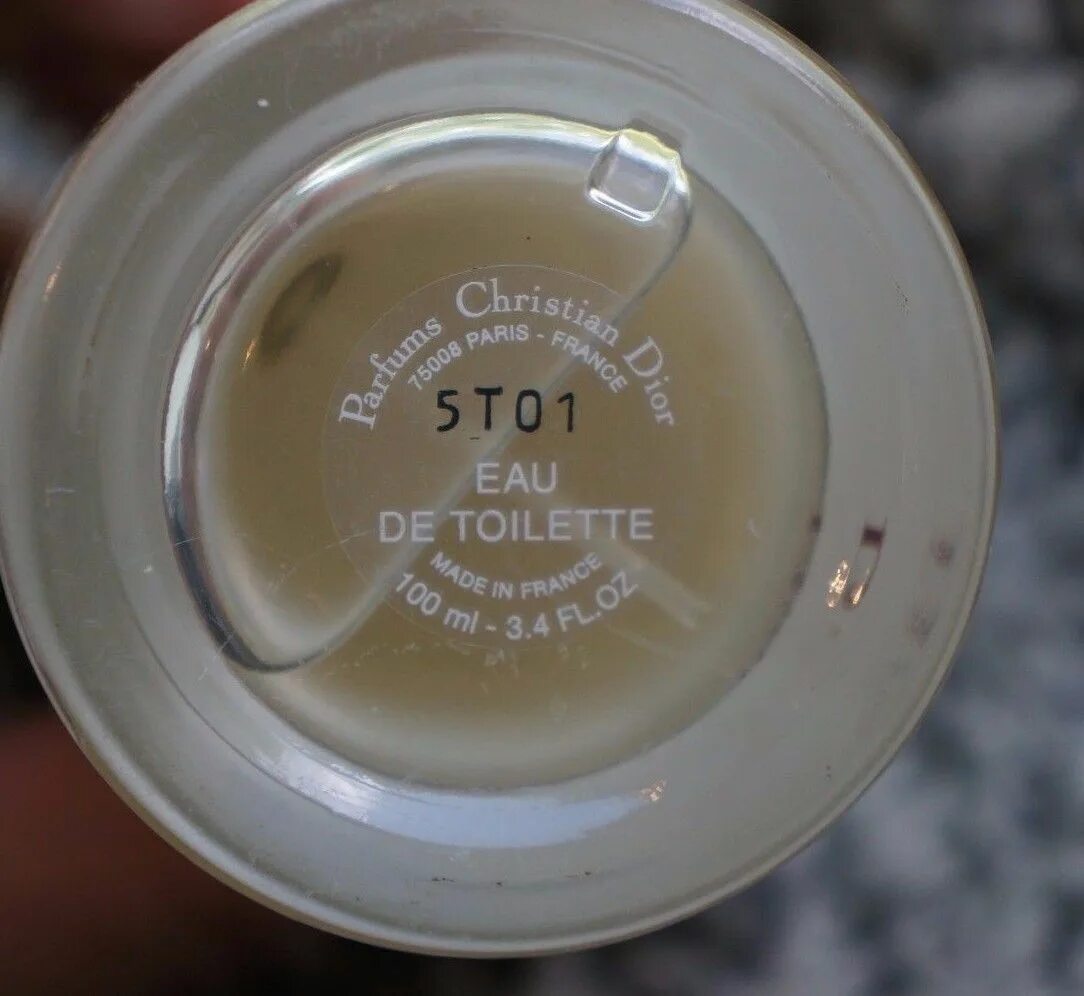 Parfums Christian Dior
75008 PARIS - FRANCE
5T01
EAU
DE TOILETTE
MADE IN FRANCE
100 ml - 3.4 FL.OZ